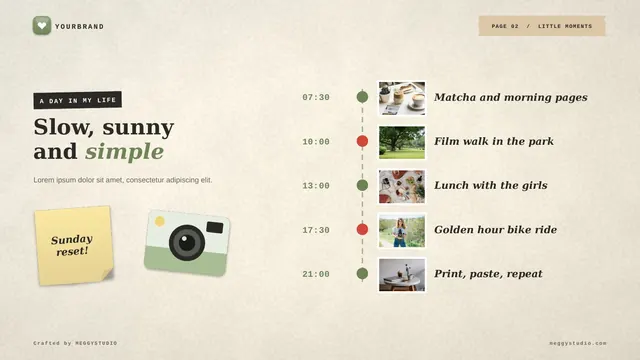 YOURBRAND
PAGE 02 / LITTLE MOMENTS
A DAY IN MY LIFE
Slow, sunny
and simple
Lorem ipsum dolor sit amet, consectetur adipiscing elit.
Sunday
reset!
07:30 Matcha and morning pages
10:00 Film walk in the park
13:00 Lunch with the girls
17:30 Golden hour bike ride
21:00 Print, paste, repeat
Crafted by MEGGYSTUDIO
meggystudio.com